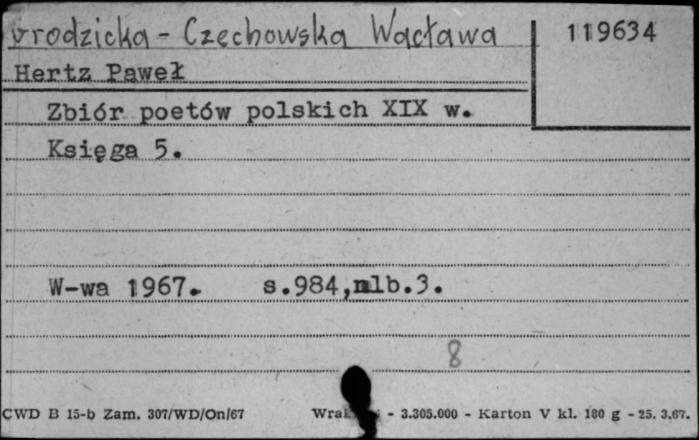 Grodzicka - Czechowska Wacława
119634
Hertz Paweł
Zbiór poetów polskich XIX w.
Księga 5.
W-wa 1967. s.984,nlb.3.
8
CWD B 15-b Zam. 307/WD/On/67 - 3.305.000 - Karton V kl. 180 g - 25. 3.67.